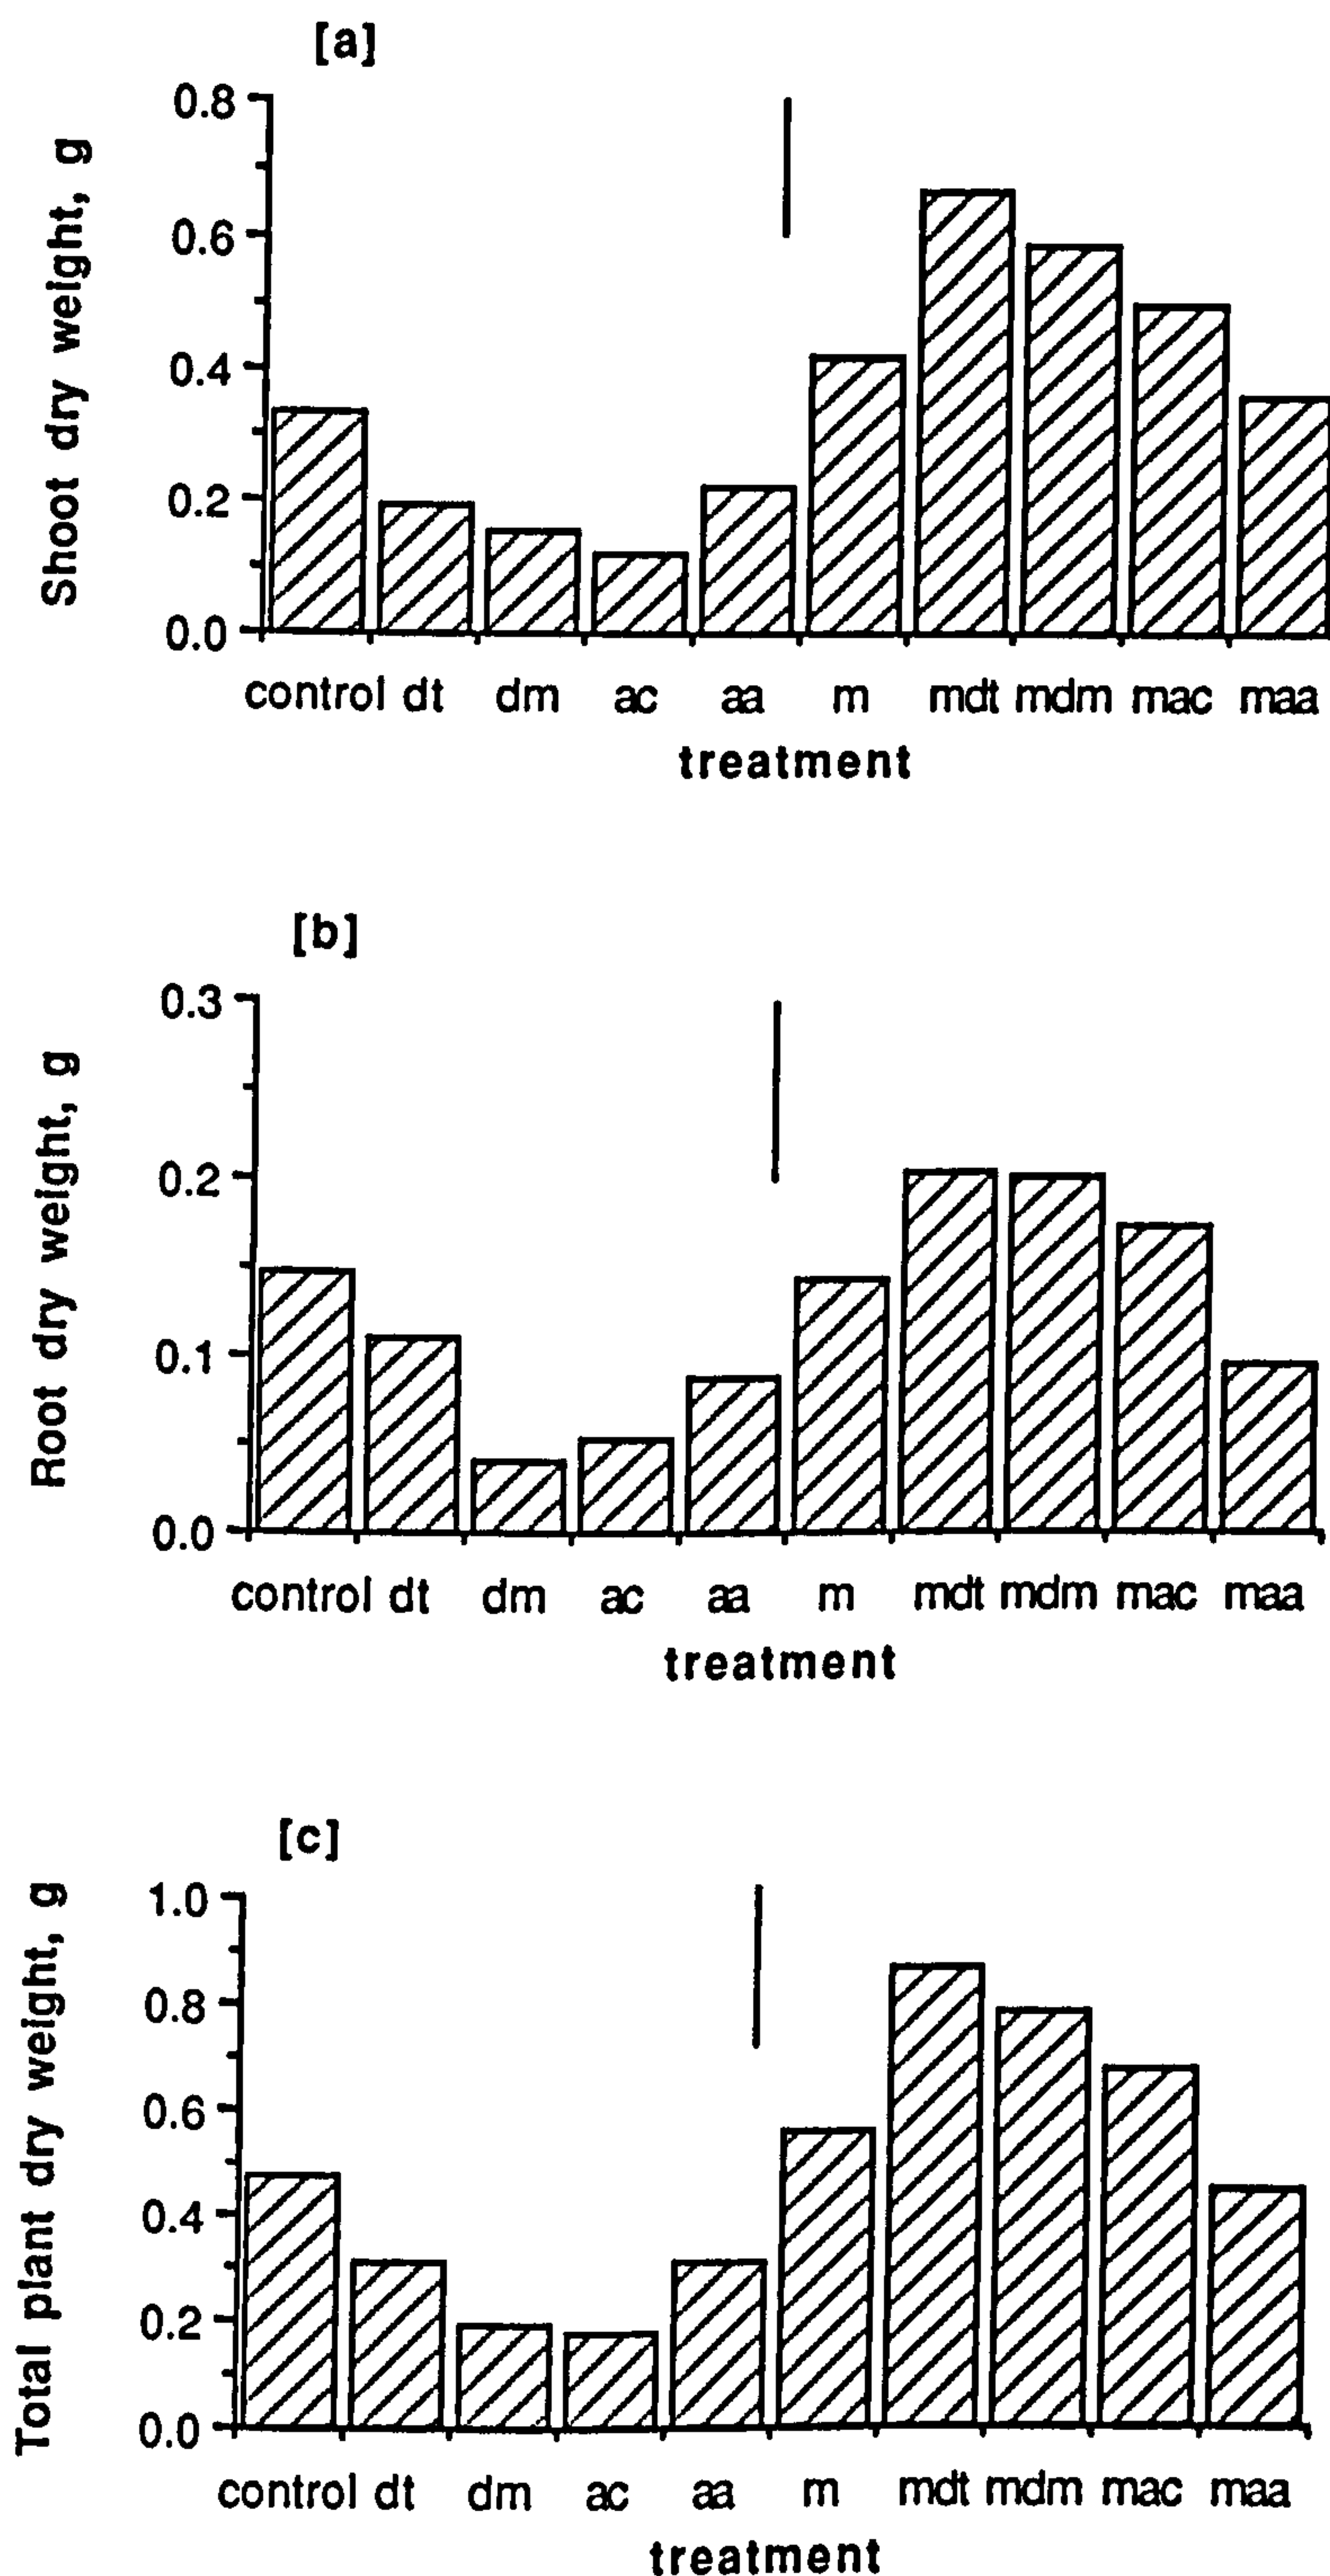 [a]
Shoot dry weight, g
0.8
0.6
0.4
0.2
0.0
control dt dm ac aa m mdt mdm mac maa
treatment
[b]
Root dry weight, g
0.3
0.2
0.1
0.0
control dt dm ac aa m mdt mdm mac maa
treatment
[c]
Total plant dry weight, g
1.0
0.8
0.6
0.4
0.2
0.0
control dt dm ac aa m mdt mdm mac maa
treatment